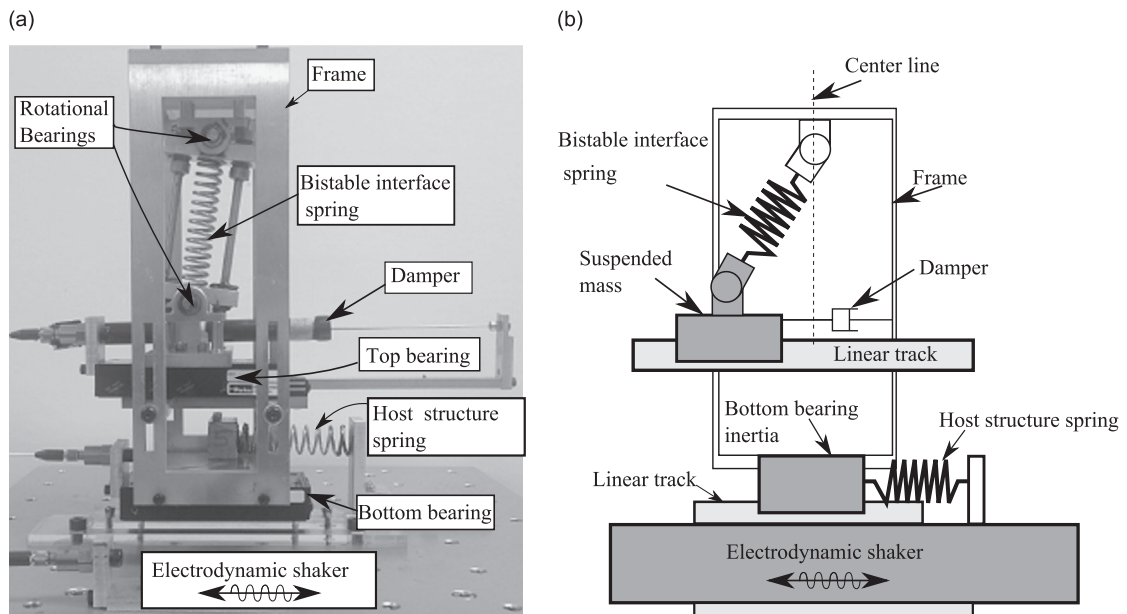 (a)
Frame
Rotational
Bearings
Bistable interface
spring
Damper
Top bearing
Host structure
spring
Bottom bearing
Electrodynamic shaker
(b)
Center line
Bistable interface
spring
Frame
Suspended
mass
Damper
Linear track
Bottom bearing
inertia
Host structure spring
Linear track
Electrodynamic shaker